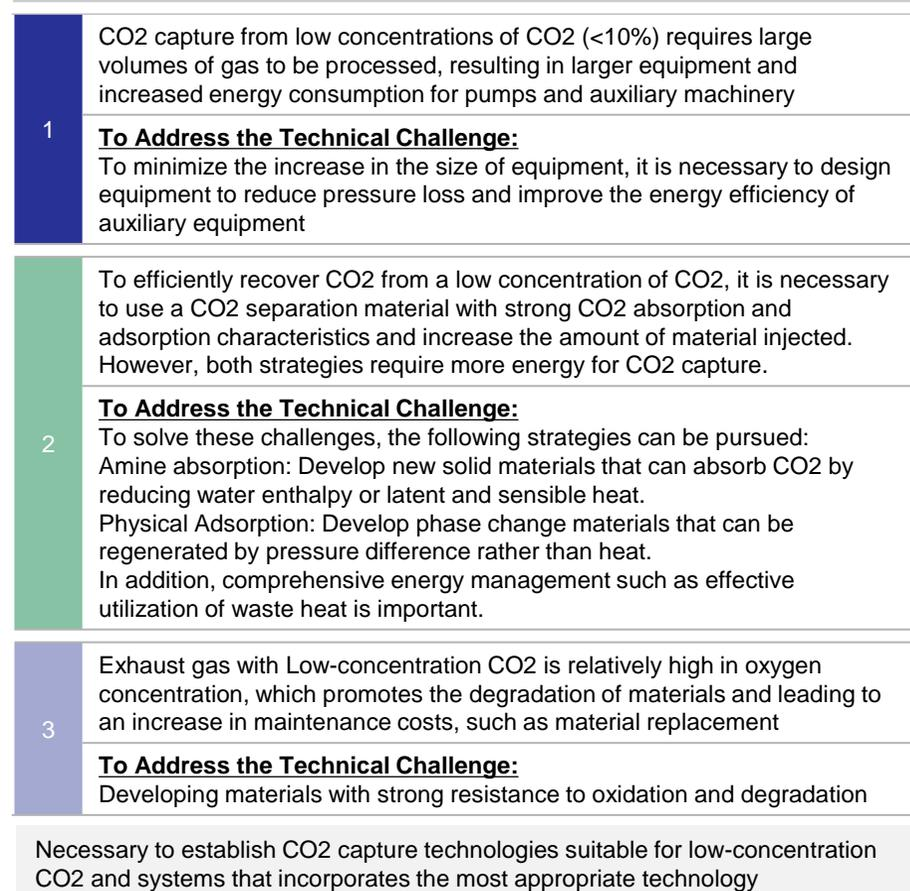 CO2 capture from low concentrations of CO2 (<10%) requires large
volumes of gas to be processed, resulting in larger equipment and
increased energy consumption for pumps and auxiliary machinery
1
To Address the Technical Challenge:
To minimize the increase in the size of equipment, it is necessary to design
equipment to reduce pressure loss and improve the energy efficiency of
auxiliary equipment
To efficiently recover CO2 from a low concentration of CO2, it is necessary
to use a CO2 separation material with strong CO2 absorption and
adsorption characteristics and increase the amount of material injected.
However, both strategies require more energy for CO2 capture.
2
To Address the Technical Challenge:
To solve these challenges, the following strategies can be pursued:
Amine absorption: Develop new solid materials that can absorb CO2 by
reducing water enthalpy or latent and sensible heat.
Physical Adsorption: Develop phase change materials that can be
regenerated by pressure difference rather than heat.
In addition, comprehensive energy management such as effective
utilization of waste heat is important.
Exhaust gas with Low-concentration CO2 is relatively high in oxygen
concentration, which promotes the degradation of materials and leading to
an increase in maintenance costs, such as material replacement
3
To Address the Technical Challenge:
Developing materials with strong resistance to oxidation and degradation
Necessary to establish CO2 capture technologies suitable for low-concentration
CO2 and systems that incorporates the most appropriate technology